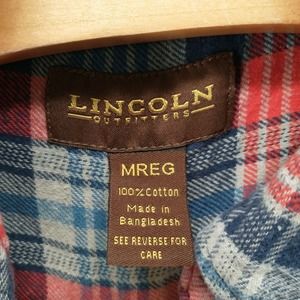 LINCOLN
OUTFITTERS
MREG
100% Cotton
Made in
Bangladesh
SEE REVERSE FOR
CARE